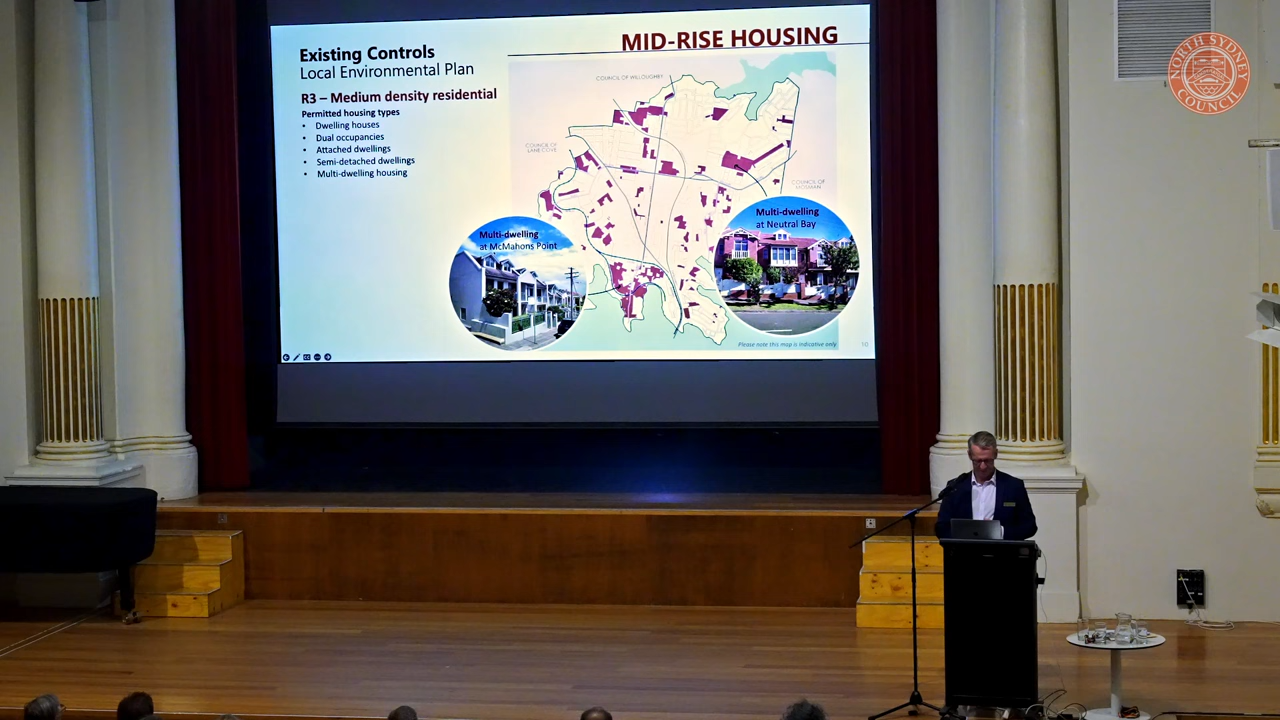 Existing Controls
Local Environmental Plan
MID-RISE HOUSING
R3 – Medium density residential
Permitted housing types
• Dwelling houses
• Dual occupancies
• Attached dwellings
• Semi-detached dwellings
• Multi-dwelling housing
COUNCIL OF WILLOUGHBY
COUNCIL OF
LANE COVE
COUNCIL OF
MOSMAN
Multi-dwelling
at McMahons Point
Multi-dwelling
at Neutral Bay
Please note this map is indicative only
10
NORTH SYDNEY
COUNCIL